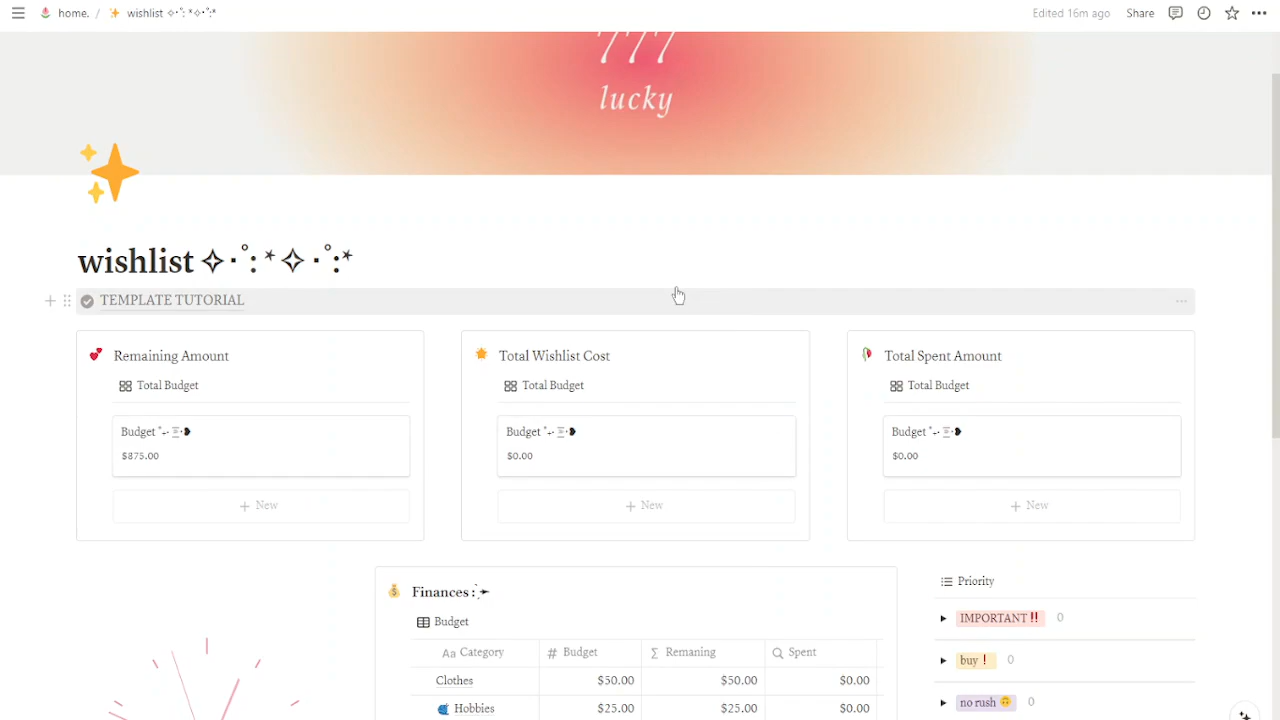 home. / ✨ wishlist ✧･ﾟ: *✧･ﾟ:*
Edited 16m ago Share
777
lucky
wishlist ✧･ﾟ: *✧･ﾟ:*
TEMPLATE TUTORIAL
Remaining Amount
Total Budget
Budget
$875.00
+ New
Total Wishlist Cost
Total Budget
Budget
$0.00
+ New
Total Spent Amount
Total Budget
Budget
$0.00
+ New
Finances
Budget
Aa Category # Budget Σ Remaning Spent
Clothes $50.00 $50.00 $0.00
Hobbies $25.00 $25.00 $0.00
Priority
IMPORTANT‼ 0
buy❗ 0
no rush 🙃 0